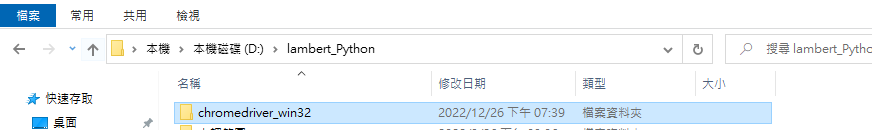 檔案 常用 共用 檢視
本機 本機磁碟 (D:) lambert_Python 搜尋 lambert_Pytho
名稱 修改日期 類型 大小
快速存取
chromedriver_win32 2022/12/26 下午 07:39 檔案資料夾
桌面